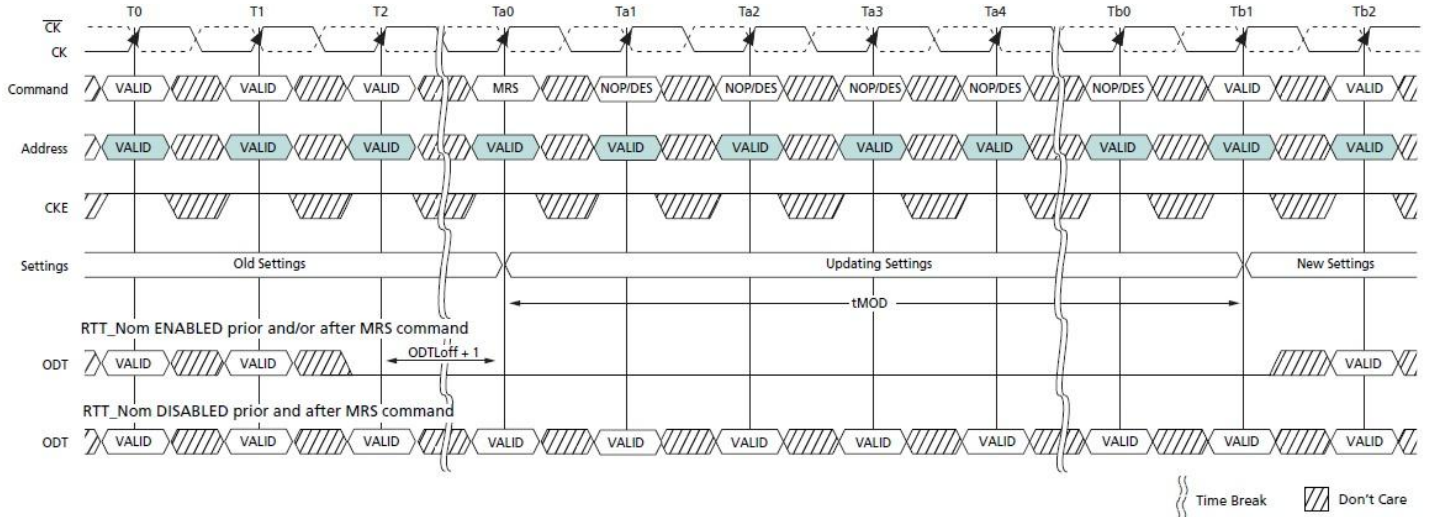 T0 T1 T2 Ta0 Ta1 Ta2 Ta3 Ta4 Tb0 Tb1 Tb2
CK
CK
Command VALID VALID VALID MRS NOP/DES NOP/DES NOP/DES NOP/DES NOP/DES VALID VALID
Address VALID VALID VALID VALID VALID VALID VALID VALID VALID VALID VALID
CKE
Settings Old Settings Updating Settings New Settings
tMOD
RTT_Nom ENABLED prior and/or after MRS command
ODTLoff + 1
ODT VALID VALID VALID
RTT_Nom DISABLED prior and after MRS command
ODT VALID VALID VALID VALID VALID VALID VALID VALID VALID VALID VALID
Time Break Don't Care